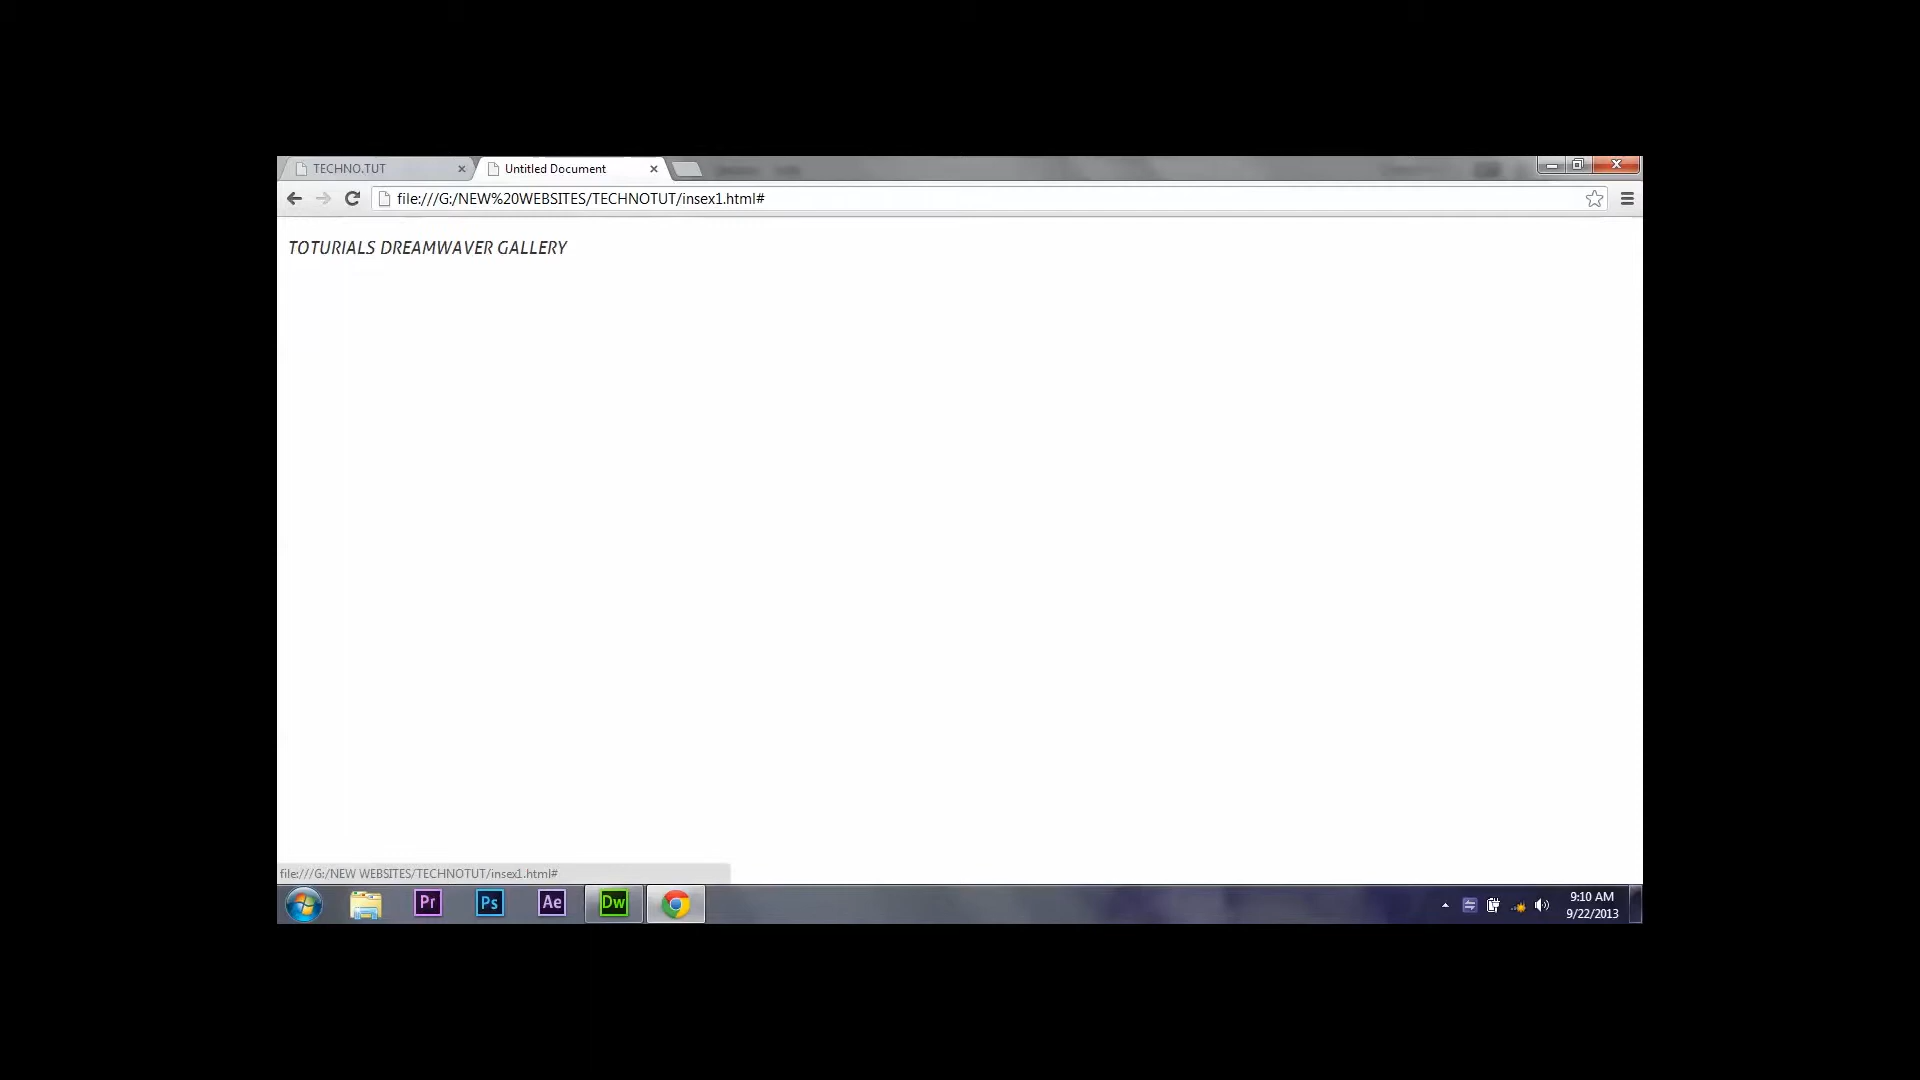 TECHNO.TUT
Untitled Document
file:///G:/NEW%20WEBSITES/TECHNOTUT/insex1.html#
TOTURIALS DREAMWAVER GALLERY
file:///G:/NEW WEBSITES/TECHNOTUT/insex1.html#
Pr
Ps
Ae
Dw
9:10 AM
9/22/2013